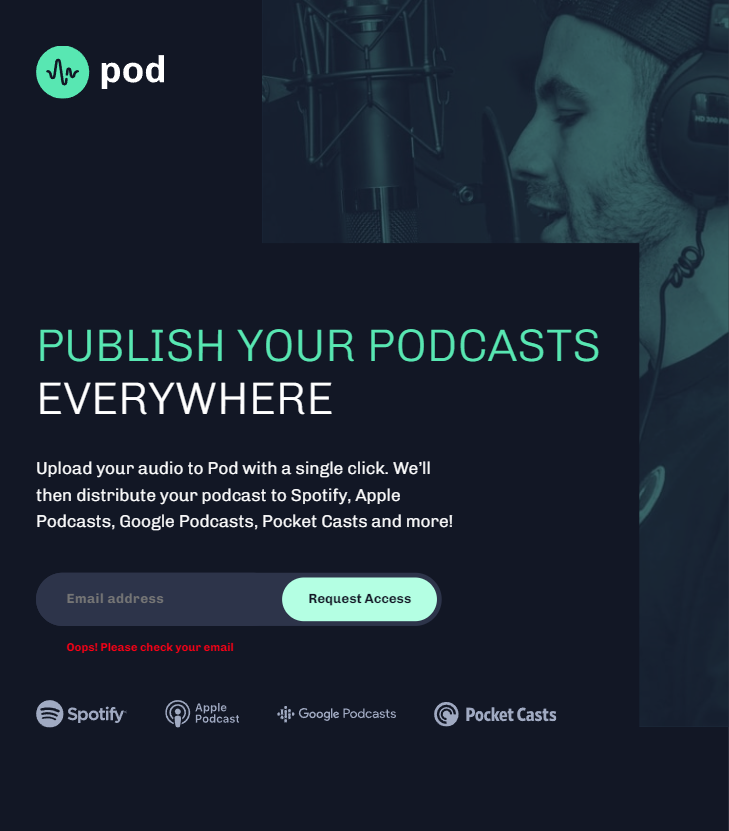 pod
PUBLISH YOUR PODCASTS
EVERYWHERE
Upload your audio to Pod with a single click. We’ll
then distribute your podcast to Spotify, Apple
Podcasts, Google Podcasts, Pocket Casts and more!
Email address
Request Access
Oops! Please check your email
Spotify
Apple
Podcast
Google Podcasts
Pocket Casts